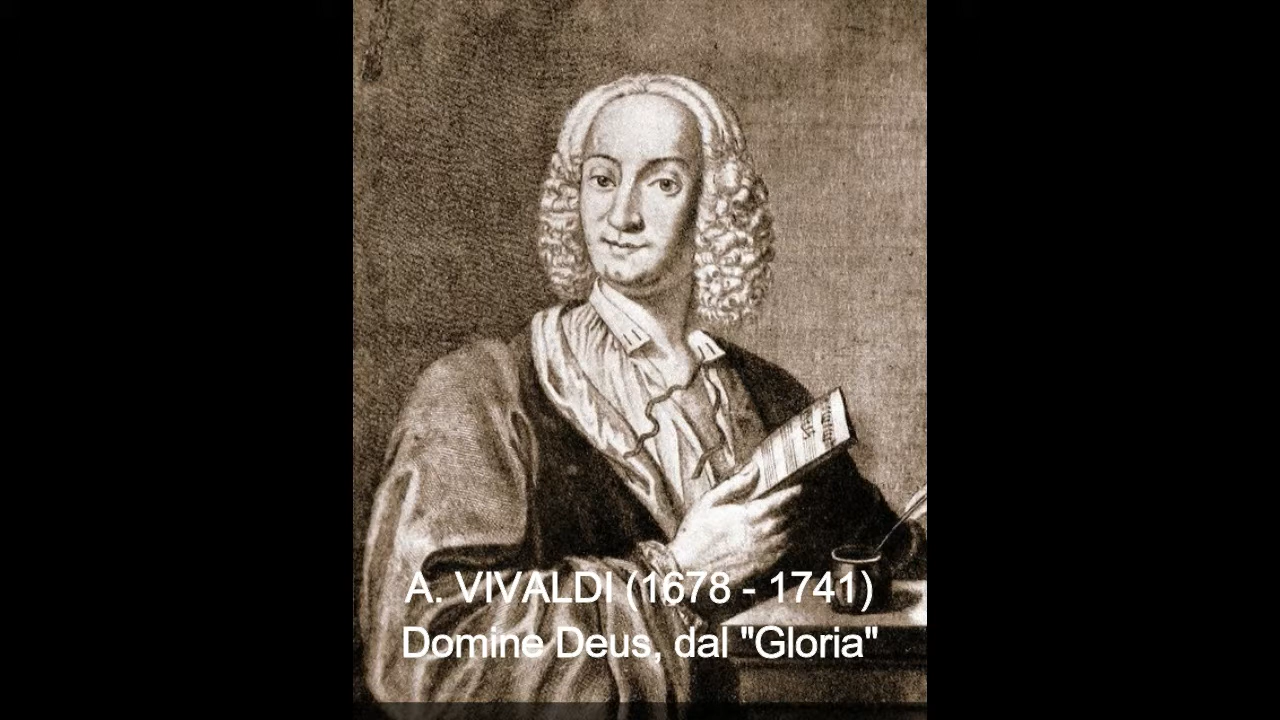 A. VIVALDI (1678 - 1741)
Domine Deus, dal "Gloria"